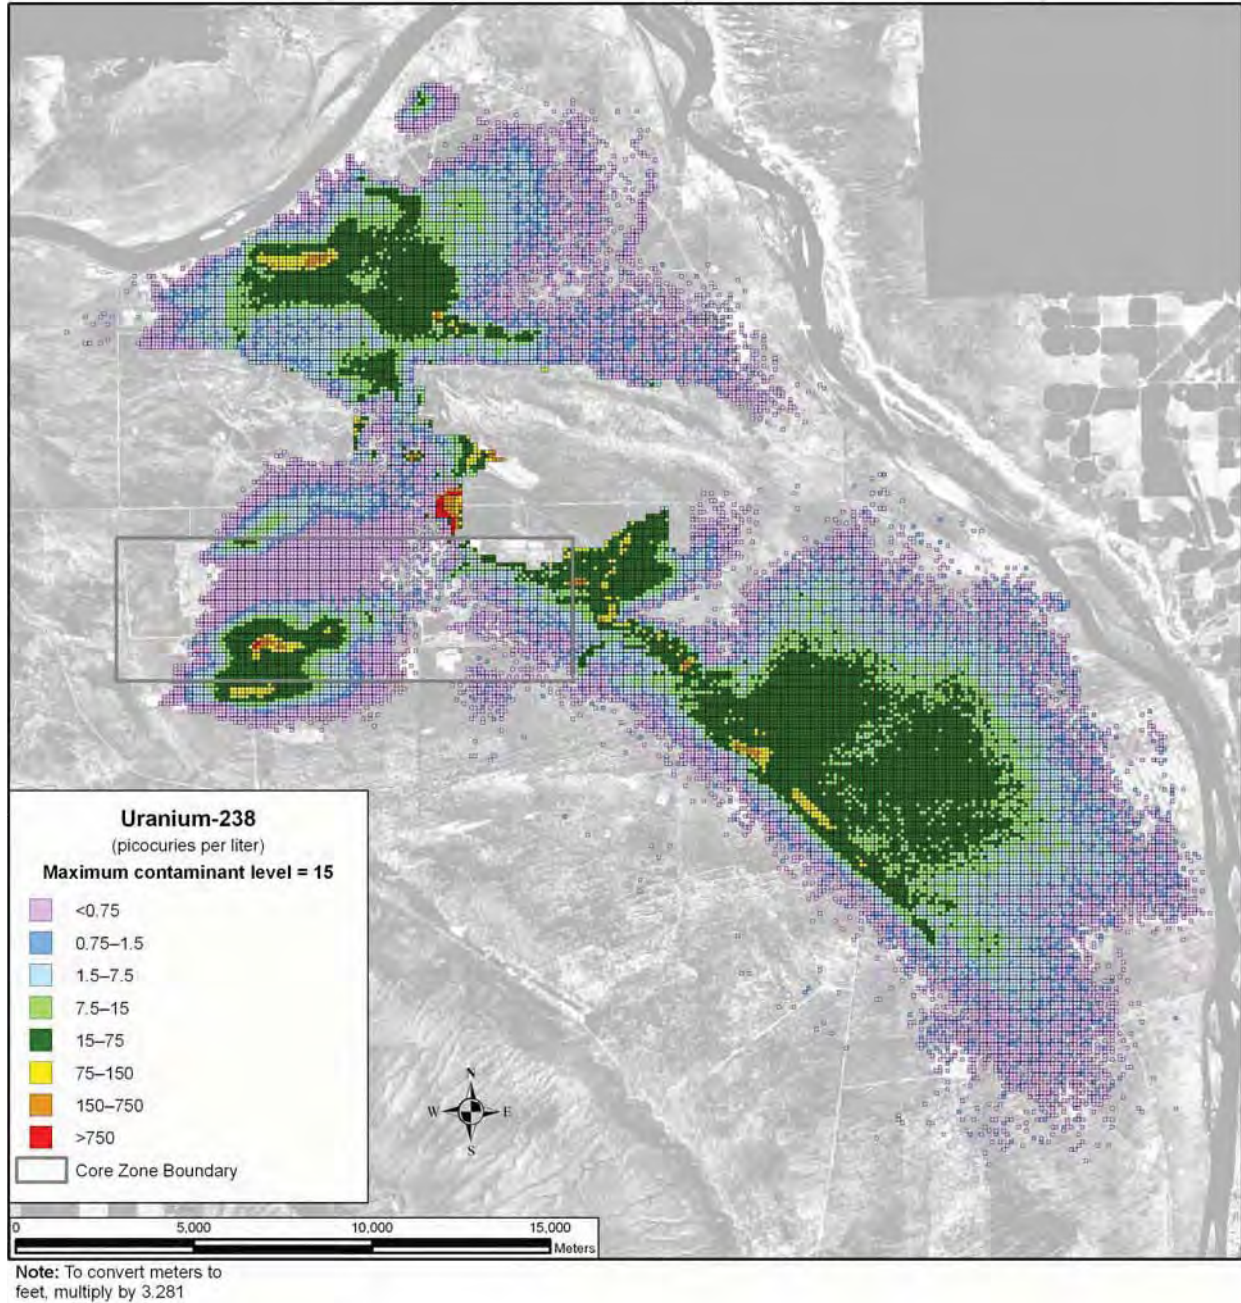 Uranium-238
(picocuries per liter)
Maximum contaminant level = 15
<0.75
0.75–1.5
1.5–7.5
7.5–15
15–75
75–150
150–750
>750
Core Zone Boundary
N
W E
S
0 5,000 10,000 15,000
Meters
Note: To convert meters to
feet, multiply by 3.281